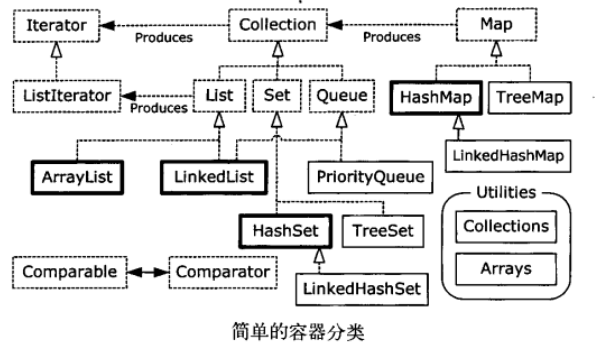 Iterator
Produces
Collection
Produces
Map
ListIterator
Produces
List
Set
Queue
HashMap
TreeMap
ArrayList
LinkedList
PriorityQueue
LinkedHashMap
Utilities
HashSet
TreeSet
Collections
Comparable
Comparator
Arrays
LinkedHashSet
简单的容器分类